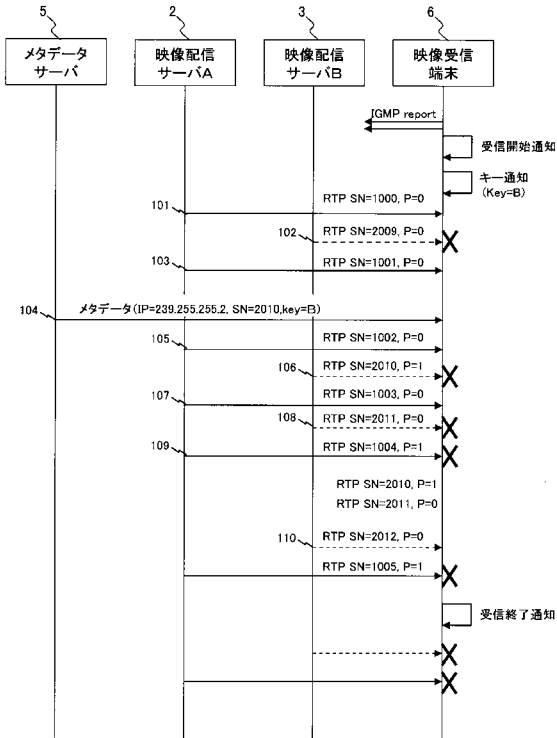 5
2
3
6
メタデータ
サーバ
映像配信
サーバA
映像配信
サーバB
映像受信
端末
IGMP report
受信開始通知
キー通知
(Key=B)
101
RTP SN=1000, P=0
102
RTP SN=2009, P=0
103
RTP SN=1001, P=0
104
メタデータ(IP=239.255.255.2, SN=2010,key=B)
105
RTP SN=1002, P=0
106
RTP SN=2010, P=1
107
RTP SN=1003, P=0
108
RTP SN=2011, P=0
109
RTP SN=1004, P=1
RTP SN=2010, P=1
RTP SN=2011, P=0
110
RTP SN=2012, P=0
RTP SN=1005, P=1
受信終了通知